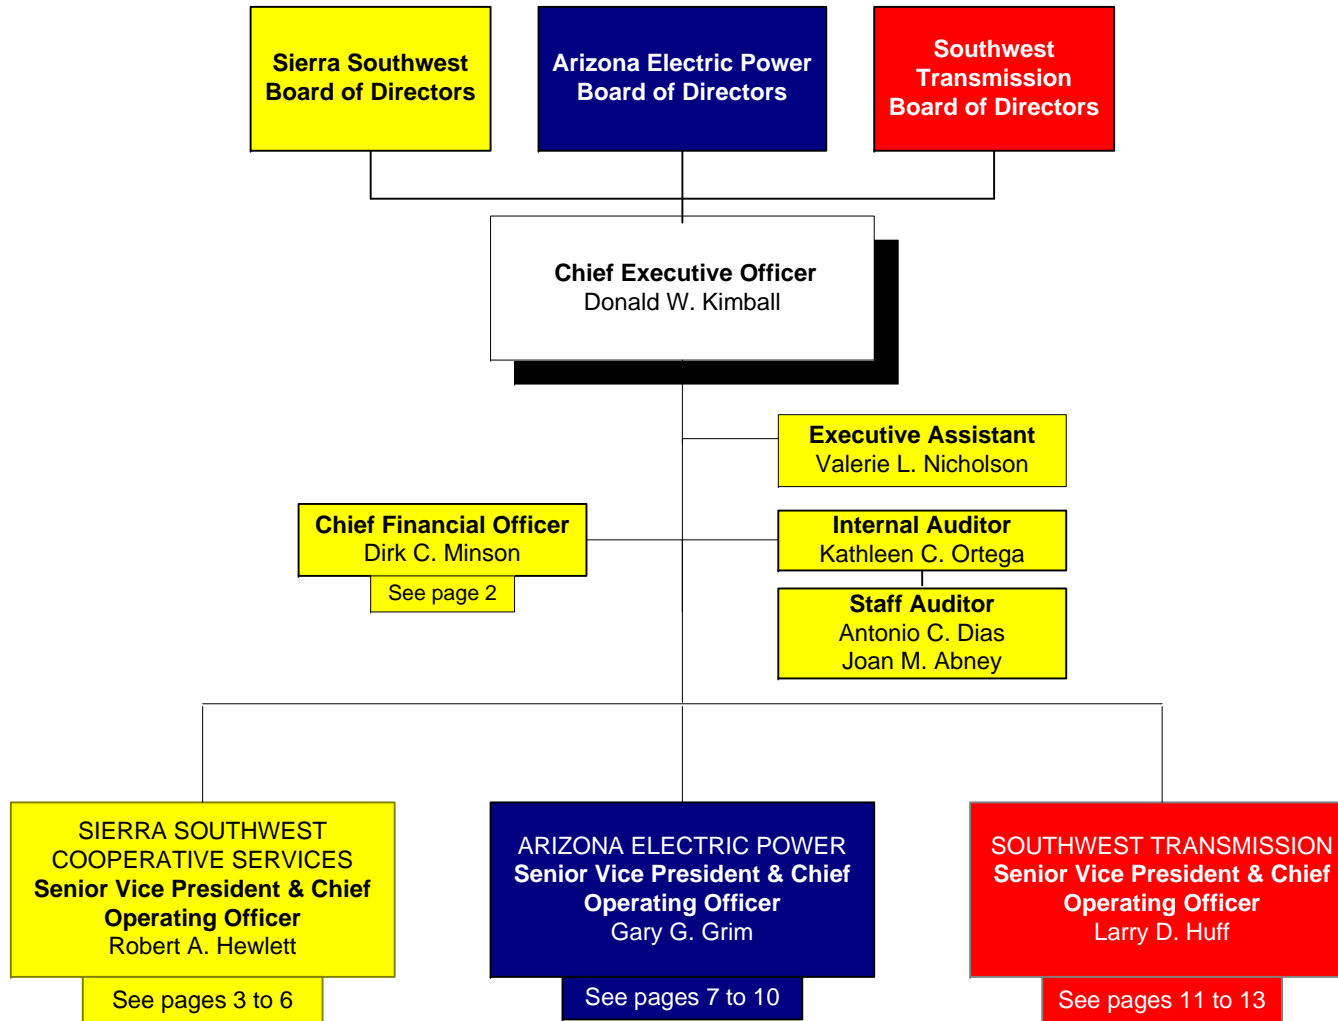 Sierra Southwest
Board of Directors
Arizona Electric Power
Board of Directors
Southwest
Transmission
Board of Directors
Chief Executive Officer
Donald W. Kimball
Executive Assistant
Valerie L. Nicholson
Chief Financial Officer
Dirk C. Minson
See page 2
Internal Auditor
Kathleen C. Ortega
Staff Auditor
Antonio C. Dias
Joan M. Abney
SIERRA SOUTHWEST
COOPERATIVE SERVICES
Senior Vice President & Chief
Operating Officer
Robert A. Hewlett
See pages 3 to 6
ARIZONA ELECTRIC POWER
Senior Vice President & Chief
Operating Officer
Gary G. Grim
See pages 7 to 10
SOUTHWEST TRANSMISSION
Senior Vice President & Chief
Operating Officer
Larry D. Huff
See pages 11 to 13